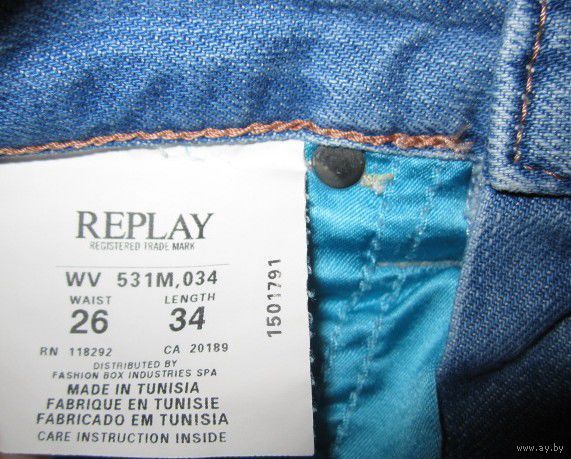 REPLAY
REGISTERED TRADE MARK
WV 531M,034
WAIST LENGTH
26 34
1501791
RN 118292 CA 20189
DISTRIBUTED BY
FASHION BOX INDUSTRIES SPA
MADE IN TUNISIA
FABRIQUE EN TUNISIE
FABRICADO EM TUNISIA
CARE INSTRUCTION INSIDE
www.ay.by